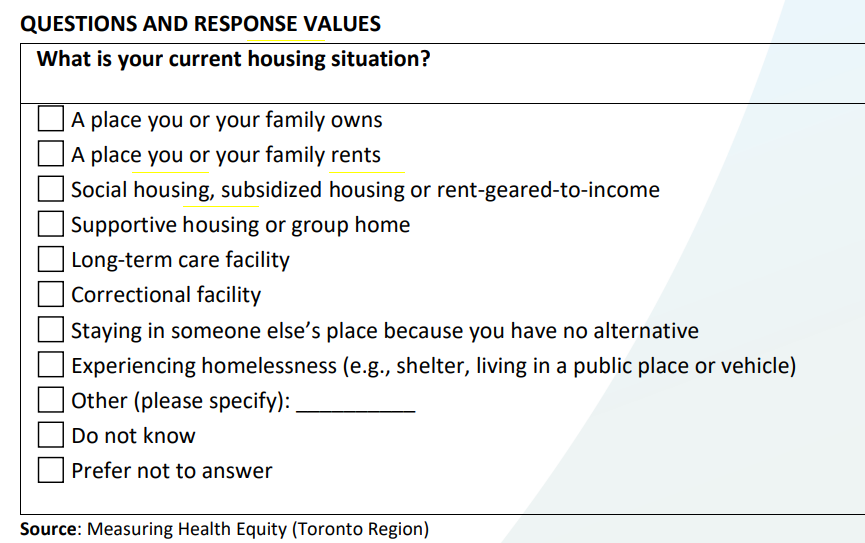 QUESTIONS AND RESPONSE VALUES
What is your current housing situation?
A place you or your family owns
A place you or your family rents
Social housing, subsidized housing or rent-geared-to-income
Supportive housing or group home
Long-term care facility
Correctional facility
Staying in someone else’s place because you have no alternative
Experiencing homelessness (e.g., shelter, living in a public place or vehicle)
Other (please specify): __________
Do not know
Prefer not to answer
Source: Measuring Health Equity (Toronto Region)